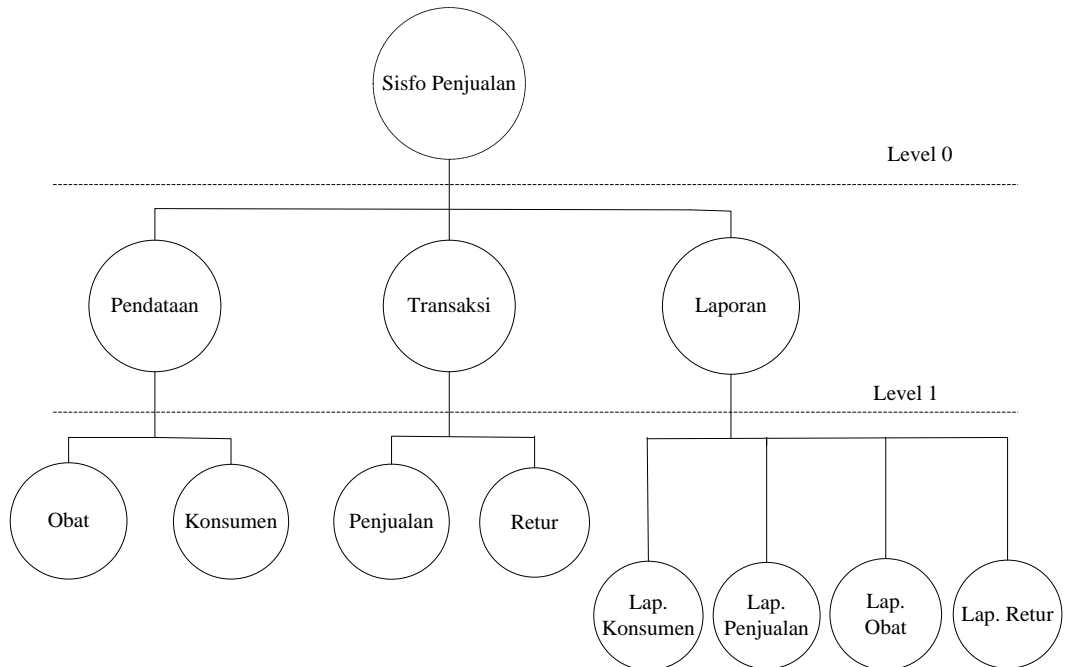 Sisfo Penjualan
Level 0
Pendataan
Transaksi
Laporan
Level 1
Obat
Konsumen
Penjualan
Retur
Lap.
Konsumen
Lap.
Penjualan
Lap.
Obat
Lap. Retur